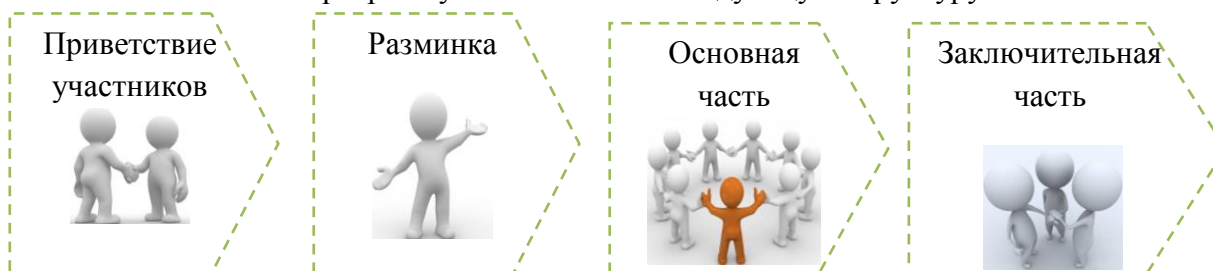 Приветствие
участников
Разминка
Основная
часть
Заключительная
часть